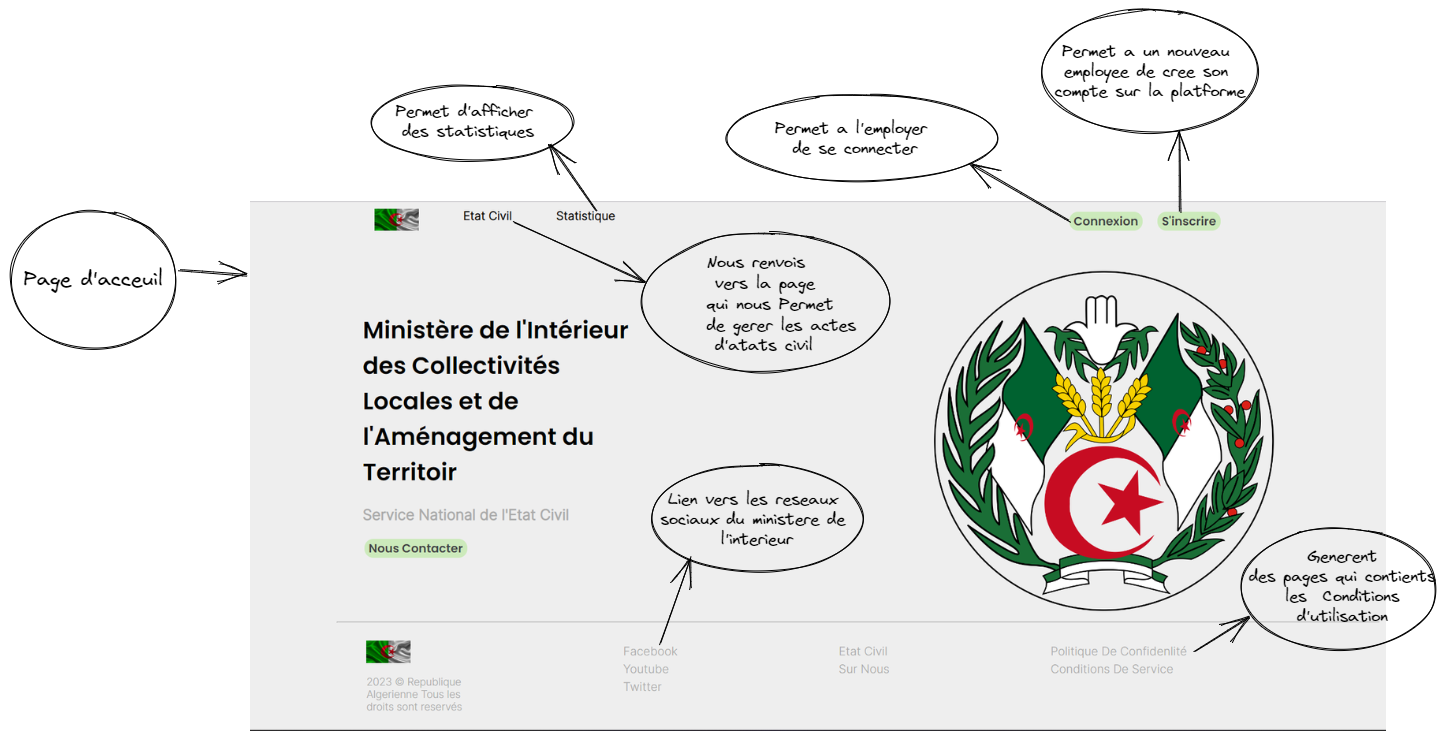 Permet a un nouveau
employee de cree son
compte sur la platforme
Permet d'afficher
des statistiques
Permet a l'employer
de se connecter
Page d'acceuil
Etat Civil
Statistique
Connexion
S'inscrire
Nous renvois
vers la page
qui nous Permet
de gerer les actes
d'atats civil
Ministère de l'Intérieur
des Collectivités
Locales et de
l'Aménagement du
Territoir
Service National de l'Etat Civil
Nous Contacter
Lien vers les reseaux
sociaux du ministere de
l'interieur
Genèrent
des pages qui contients
les Conditions
d'utilisation
2023 © Republique
Algerienne Tous les
droits sont reservés
Facebook
Youtube
Twitter
Etat Civil
Sur Nous
Politique De Confidenlité
Conditions De Service